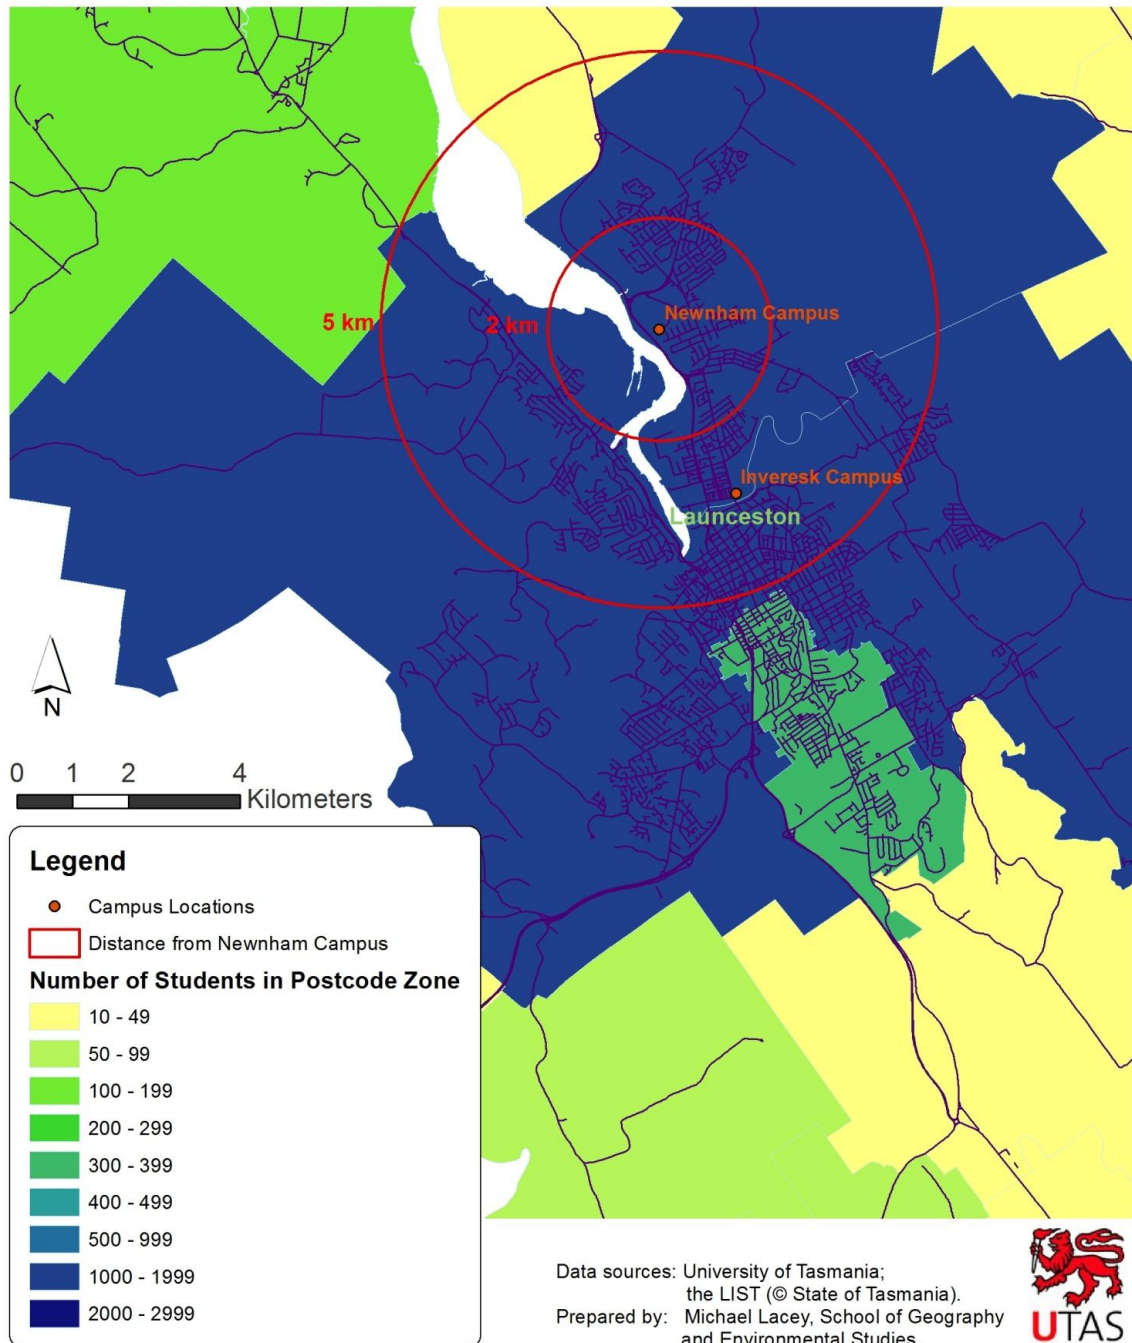 5 km
2 km
Newnham Campus
Inveresk Campus
Launceston
N
0 1 2 4
Kilometers
Legend
Campus Locations
Distance from Newnham Campus
Number of Students in Postcode Zone
10 - 49
50 - 99
100 - 199
200 - 299
300 - 399
400 - 499
500 - 999
1000 - 1999
2000 - 2999
Data sources: University of Tasmania;
the LIST (© State of Tasmania).
Prepared by: Michael Lacey, School of Geography
and Environmental Studies
UTAS